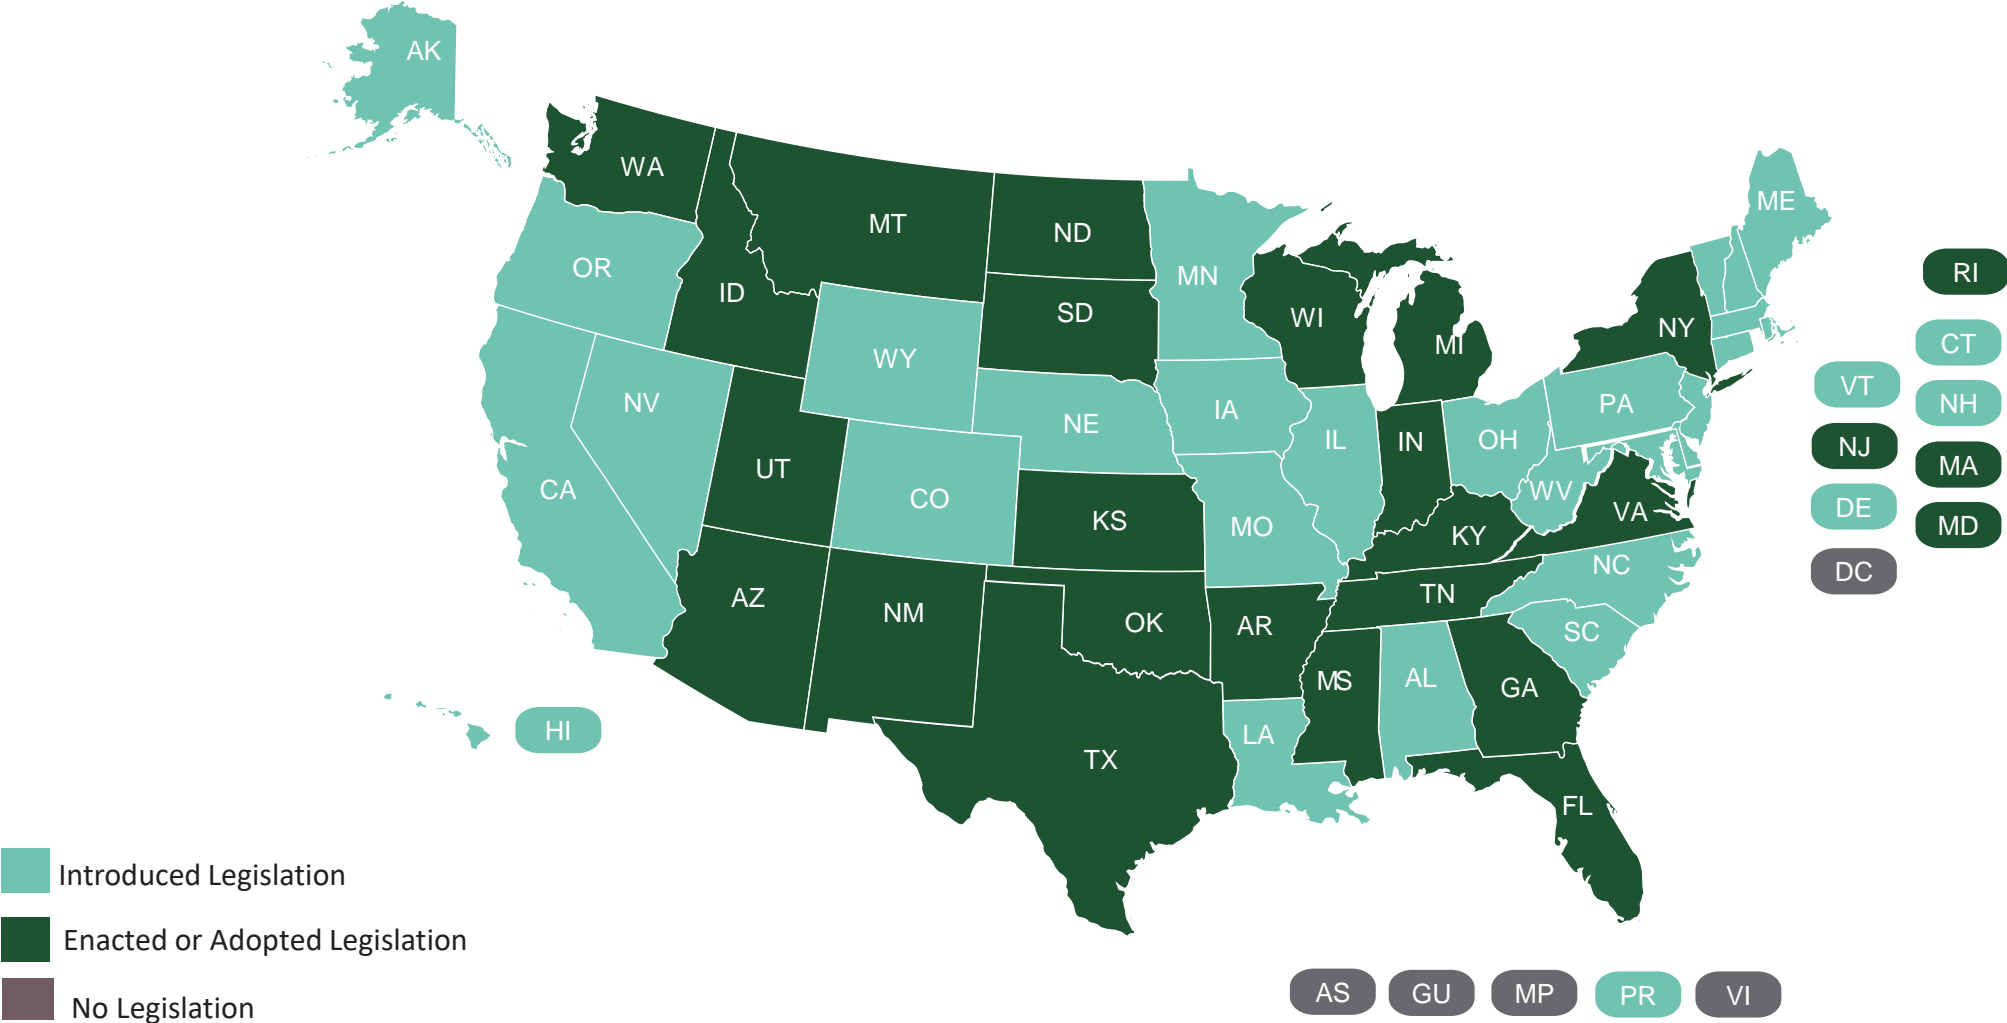 AK
WA
MT
ND
MN
ME
OR
ID
SD
WI
MI
NY
RI
WY
CT
NV
NE
IA
PA
VT
NH
IL
IN
OH
NJ
UT
CO
MA
CA
WV
DE
KS
MO
VA
MD
KY
NC
DC
AZ
NM
TN
OK
AR
SC
MS
AL
GA
HI
LA
TX
FL
Introduced Legislation
Enacted or Adopted Legislation
No Legislation
AS
GU
MP
PR
VI